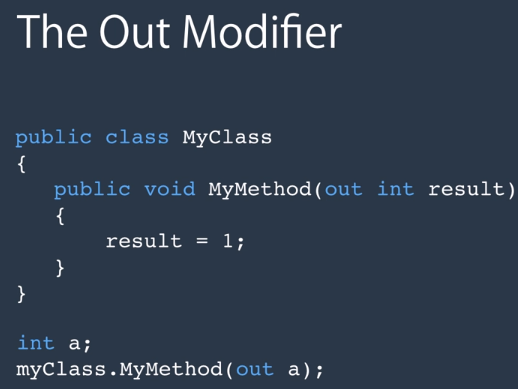 The Out Modifier
public class MyClass
{
   public void MyMethod(out int result)
   {
       result = 1;
   }
}
int a;
myClass.MyMethod(out a);